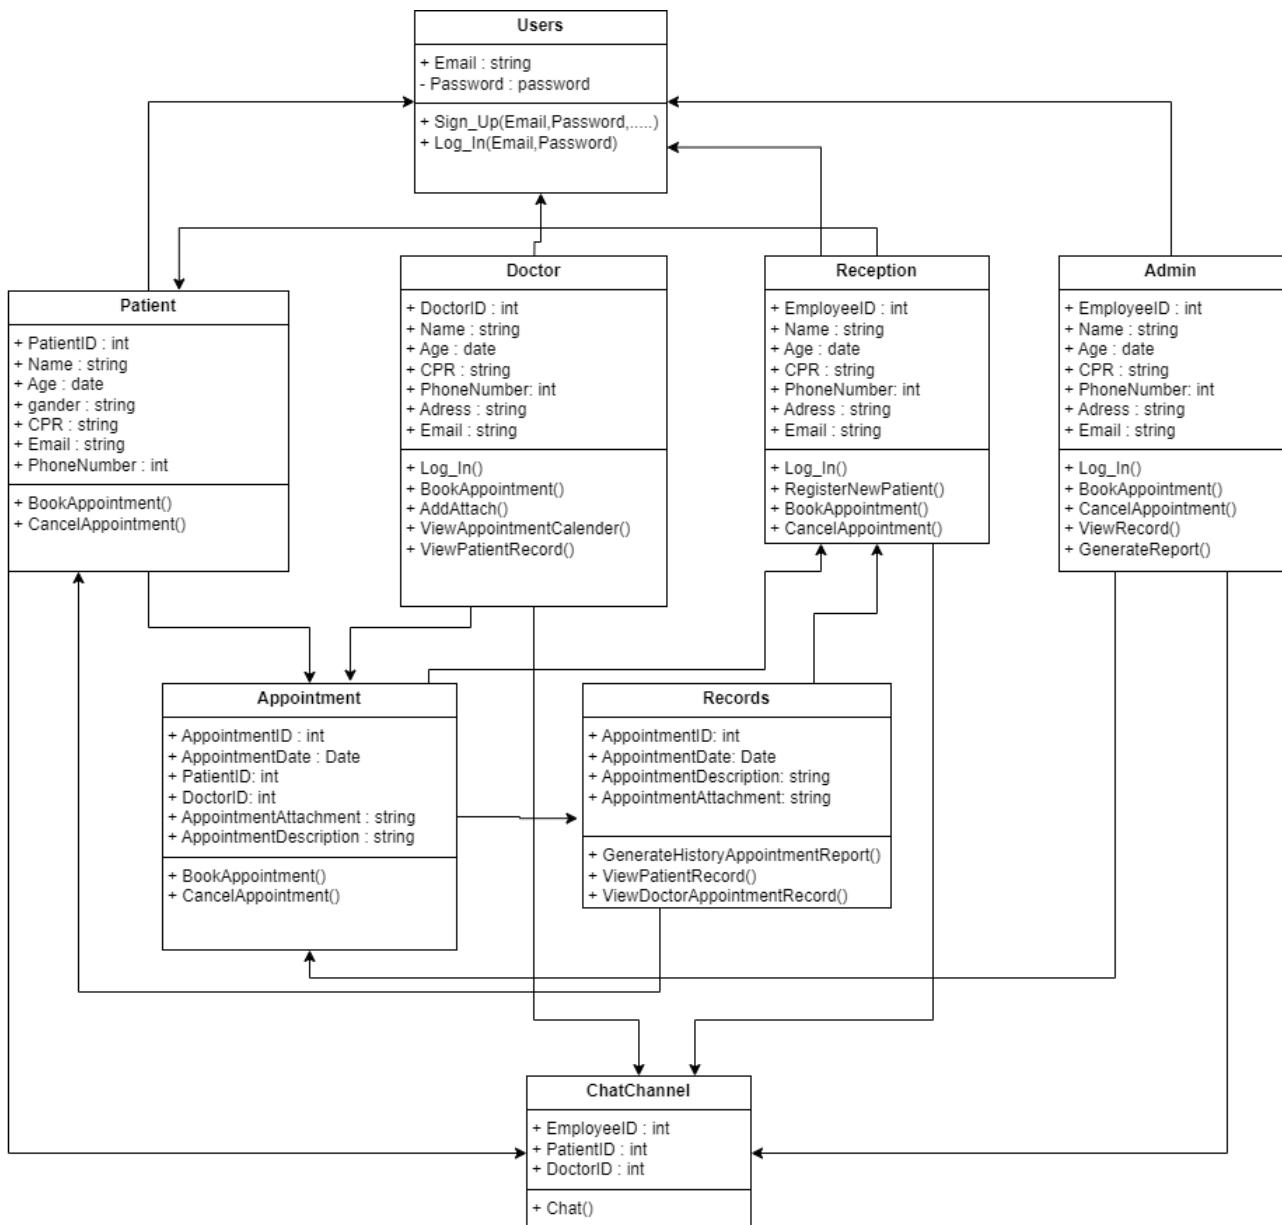 Users
+ Email : string
- Password : password
+ Sign_Up(Email,Password,.....)
+ Log_In(Email,Password)
Patient
+ PatientID : int
+ Name : string
+ Age : date
+ gander : string
+ CPR : string
+ Email : string
+ PhoneNumber : int
+ BookAppointment()
+ CancelAppointment()
Doctor
+ DoctorID : int
+ Name : string
+ Age : date
+ CPR : string
+ PhoneNumber: int
+ Adress : string
+ Email : string
+ Log_In()
+ BookAppointment()
+ AddAttach()
+ ViewAppointmentCalender()
+ ViewPatientRecord()
Reception
+ EmployeeID : int
+ Name : string
+ Age : date
+ CPR : string
+ PhoneNumber: int
+ Adress : string
+ Email : string
+ Log_In()
+ RegisterNewPatient()
+ BookAppointment()
+ CancelAppointment()
Admin
+ EmployeeID : int
+ Name : string
+ Age : date
+ CPR : string
+ PhoneNumber: int
+ Adress : string
+ Email : string
+ Log_In()
+ BookAppointment()
+ CancelAppointment()
+ ViewRecord()
+ GenerateReport()
Appointment
+ AppointmentID : int
+ AppointmentDate : Date
+ PatientID: int
+ DoctorID: int
+ AppointmentAttachment : string
+ AppointmentDescription : string
+ BookAppointment()
+ CancelAppointment()
Records
+ AppointmentID: int
+ AppointmentDate: Date
+ AppointmentDescription: string
+ AppointmentAttachment: string
+ GenerateHistoryAppointmentReport()
+ ViewPatientRecord()
+ ViewDoctorAppointmentRecord()
ChatChannel
+ EmployeeID : int
+ PatientID : int
+ DoctorID : int
+ Chat()